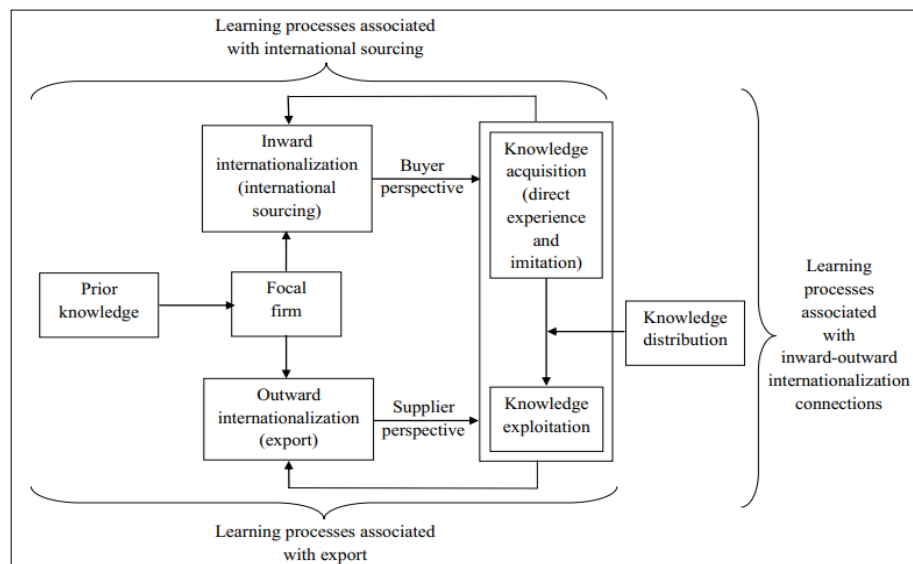 Learning processes associated
with international sourcing
Inward
internationalization
(international
sourcing)
Buyer
perspective
Knowledge
acquisition
(direct
experience
and
imitation)
Prior
knowledge
Focal
firm
Knowledge
distribution
Learning
processes
associated
with
inward-outward
internationalization
connections
Outward
internationalization
(export)
Supplier
perspective
Knowledge
exploitation
Learning processes associated
with export